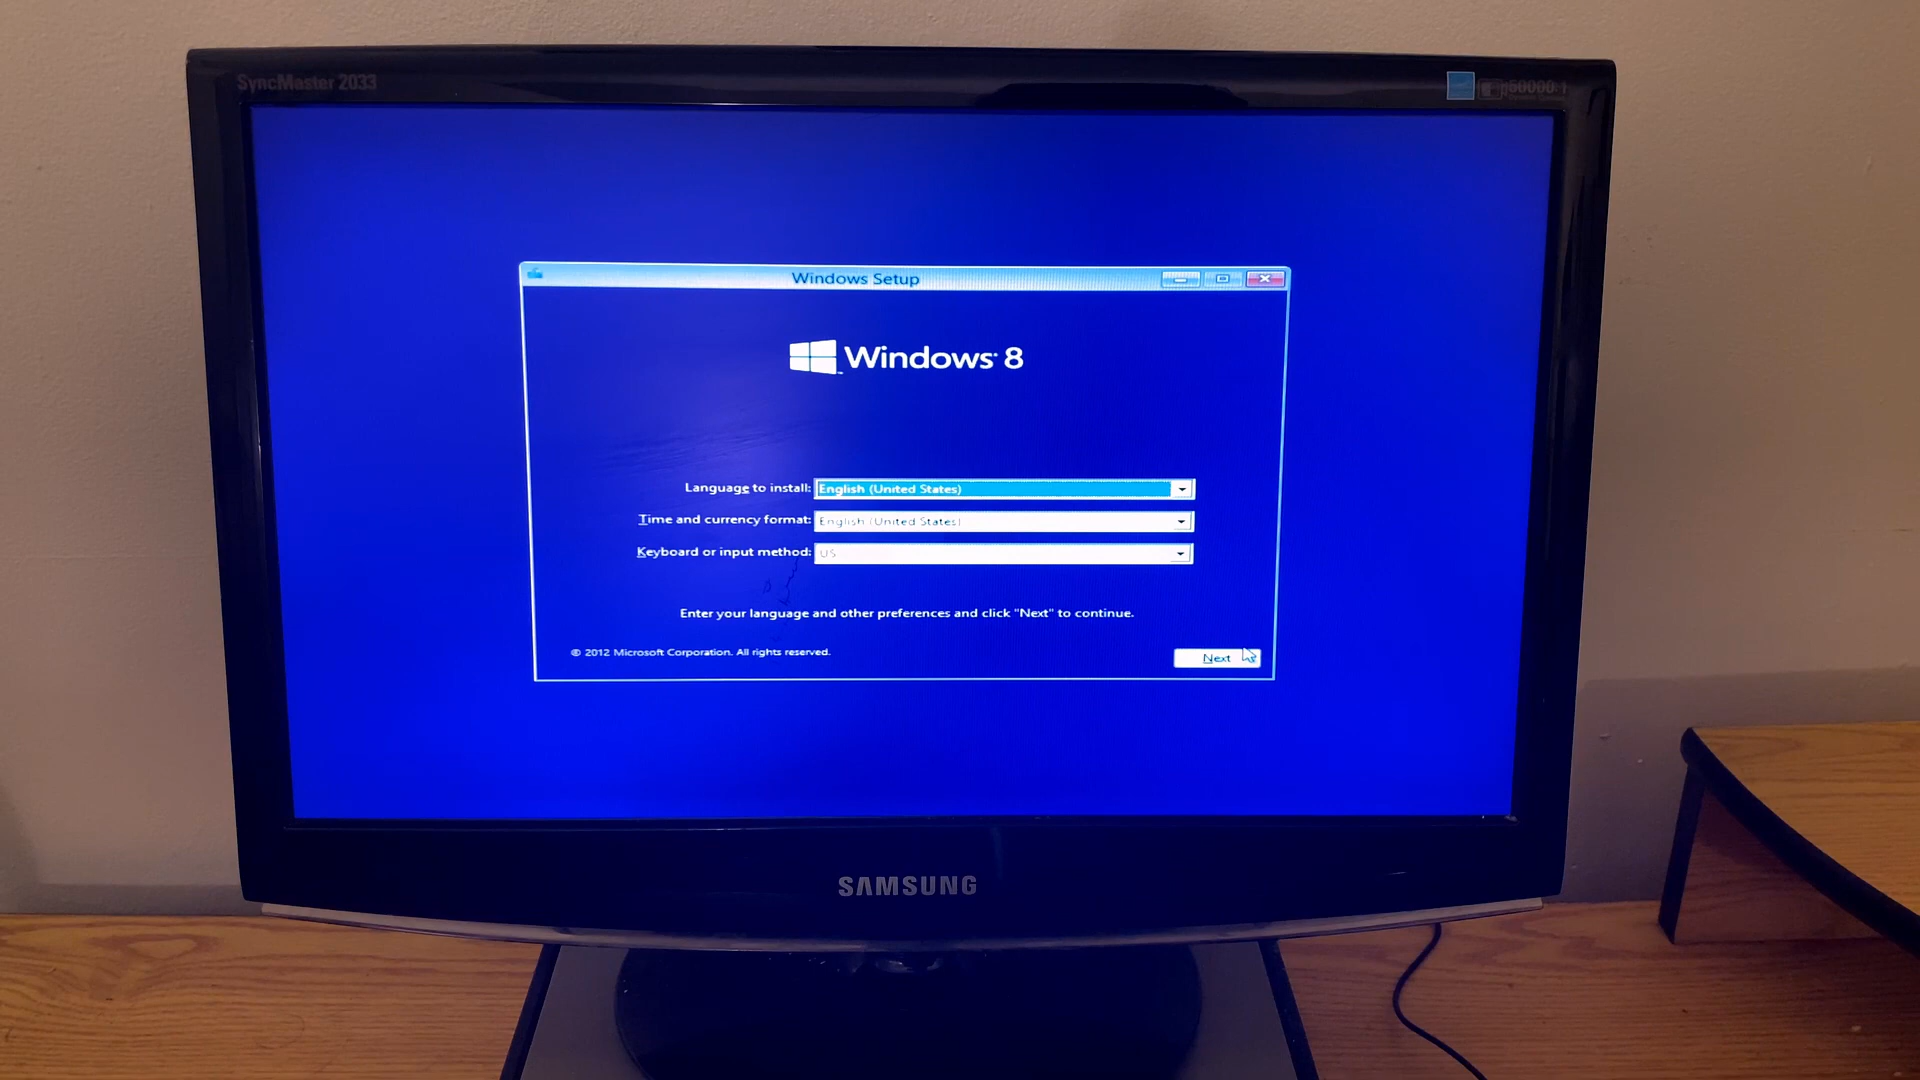 SyncMaster 2033
50000:1
Windows Setup
Windows 8
Language to install: English (United States)
Time and currency format: English (United States)
Keyboard or input method: US
Enter your language and other preferences and click "Next" to continue.
© 2012 Microsoft Corporation. All rights reserved.
Next
SAMSUNG